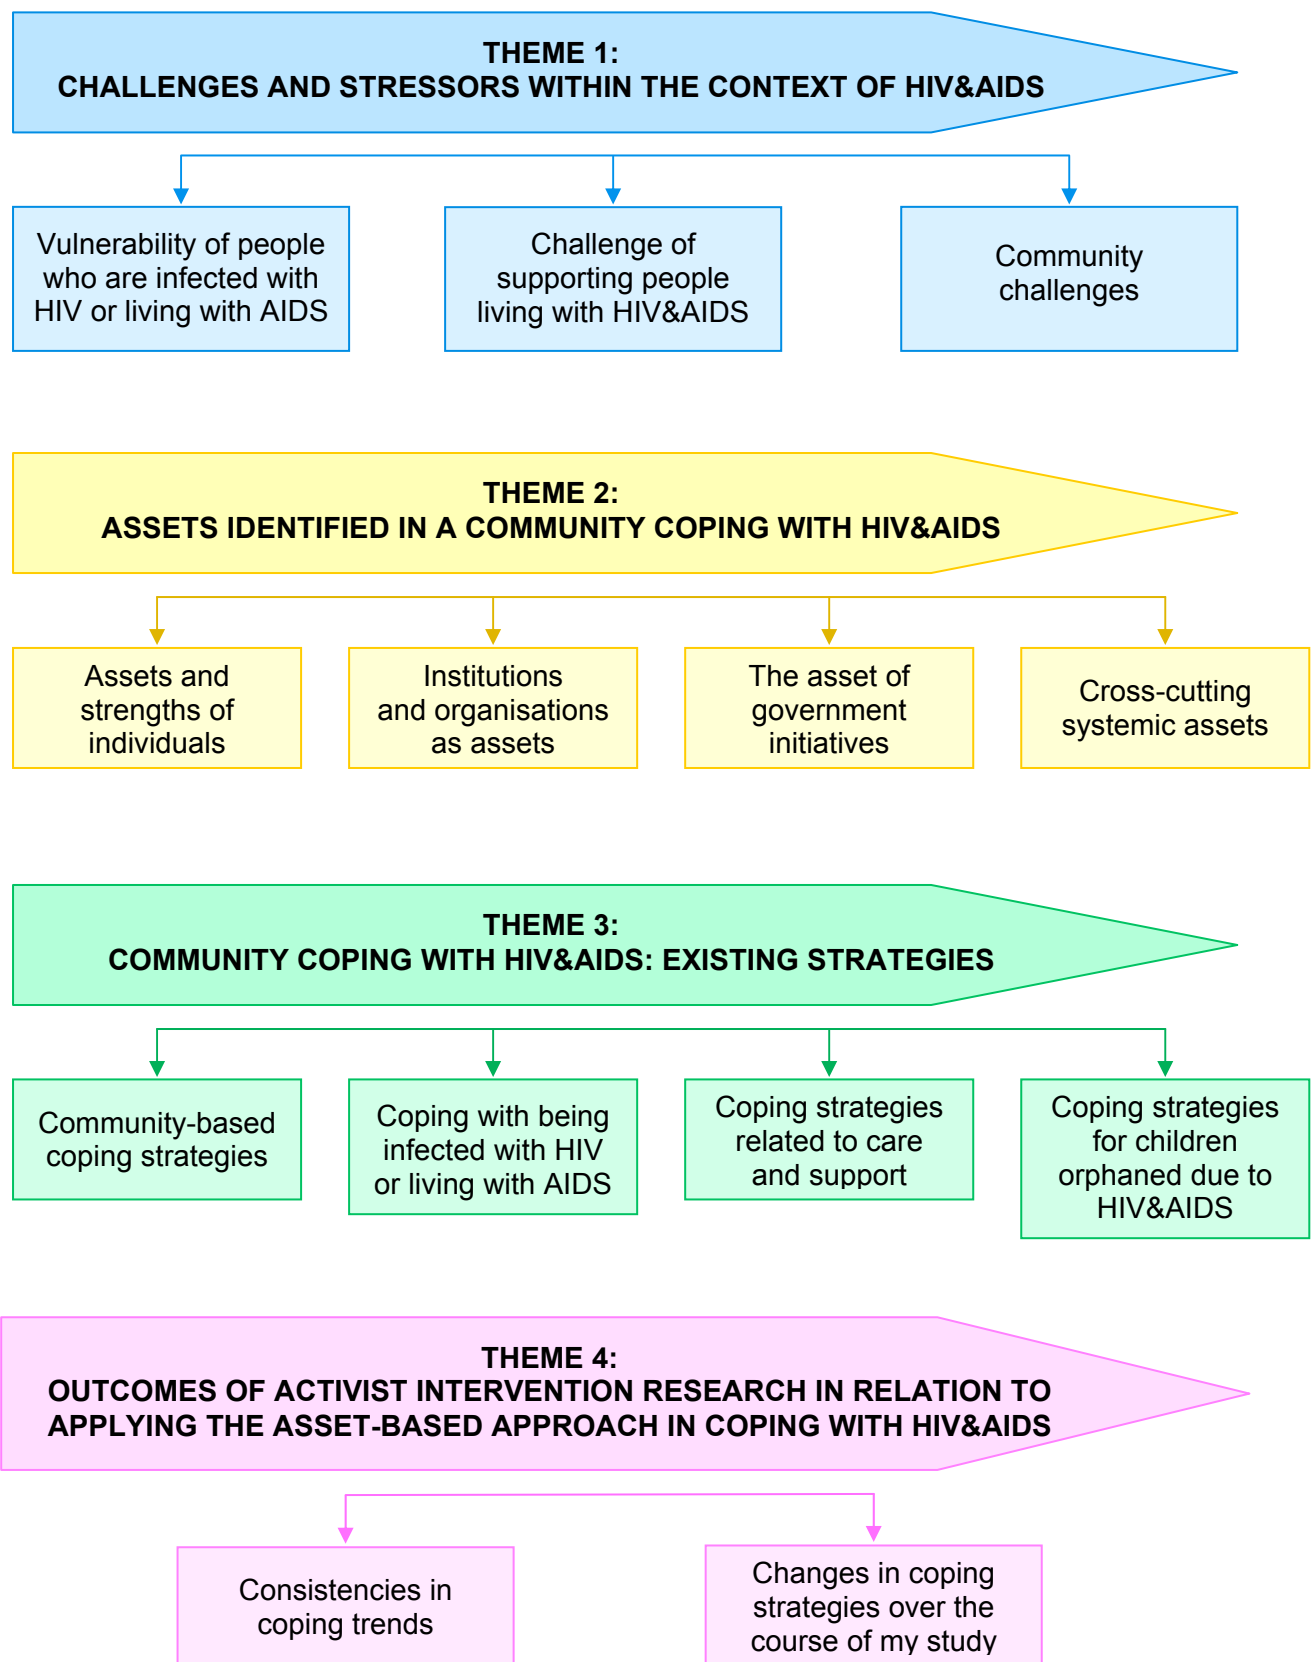 THEME 1:
CHALLENGES AND STRESSORS WITHIN THE CONTEXT OF HIV&AIDS
Vulnerability of people
who are infected with
HIV or living with AIDS
Challenge of
supporting people
living with HIV&AIDS
Community
challenges
THEME 2:
ASSETS IDENTIFIED IN A COMMUNITY COPING WITH HIV&AIDS
Assets and
strengths of
individuals
Institutions
and organisations
as assets
The asset of
government
initiatives
Cross-cutting
systemic assets
THEME 3:
COMMUNITY COPING WITH HIV&AIDS: EXISTING STRATEGIES
Community-based
coping strategies
Coping with being
infected with HIV
or living with AIDS
Coping strategies
related to care
and support
Coping strategies
for children
orphaned due to
HIV&AIDS
THEME 4:
OUTCOMES OF ACTIVIST INTERVENTION RESEARCH IN RELATION TO
APPLYING THE ASSET-BASED APPROACH IN COPING WITH HIV&AIDS
Consistencies in
coping trends
Changes in coping
strategies over the
course of my study